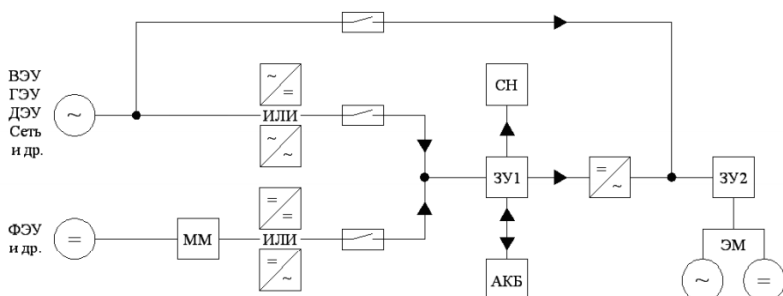 ВЭУ
ГЭУ
ДЭУ
Сеть
и др.
~
~
=
ИЛИ
~
~
СН
ЗУ1
=
~
ЗУ2
ФЭУ
и др.
=
ММ
=
=
ИЛИ
=
~
АКБ
ЭМ
~
=